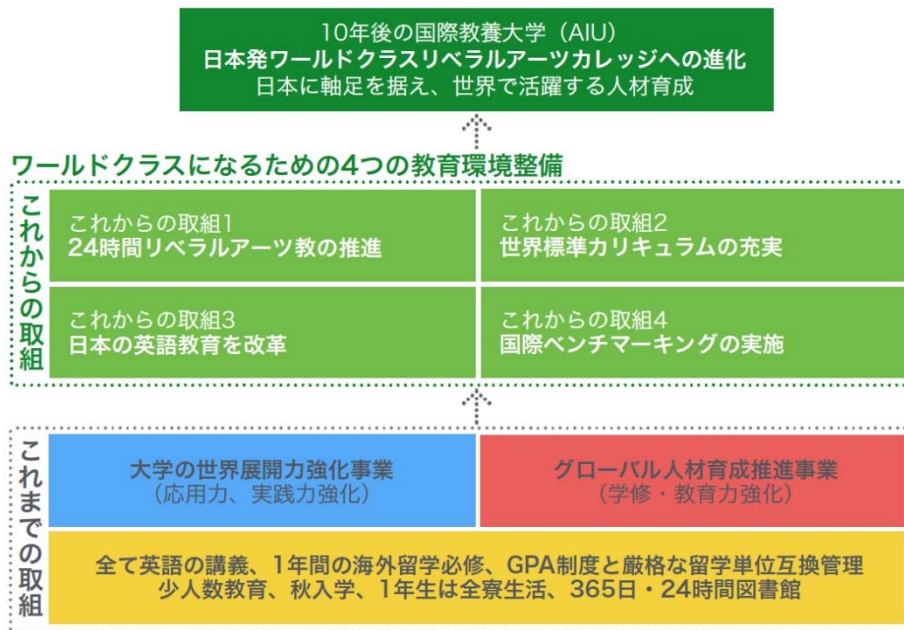 10年後の国際教養大学（AIU）
日本発ワールドクラスリベラルアーツカレッジへの進化
日本に軸足を据え、世界で活躍する人材育成
ワールドクラスになるための4つの教育環境整備
これからの取組
これからの取組1
24時間リベラルアーツ教の推進
これからの取組2
世界標準カリキュラムの充実
これからの取組3
日本の英語教育を改革
これからの取組4
国際ベンチマーキングの実施
これまでの取組
大学の世界展開力強化事業
（応用力、実践力強化）
グローバル人材育成推進事業
（学修・教育力強化）
全て英語の講義、1年間の海外留学必修、GPA制度と厳格な留学単位互換管理
少人数教育、秋入学、1年生は全寮生活、365日・24時間図書館